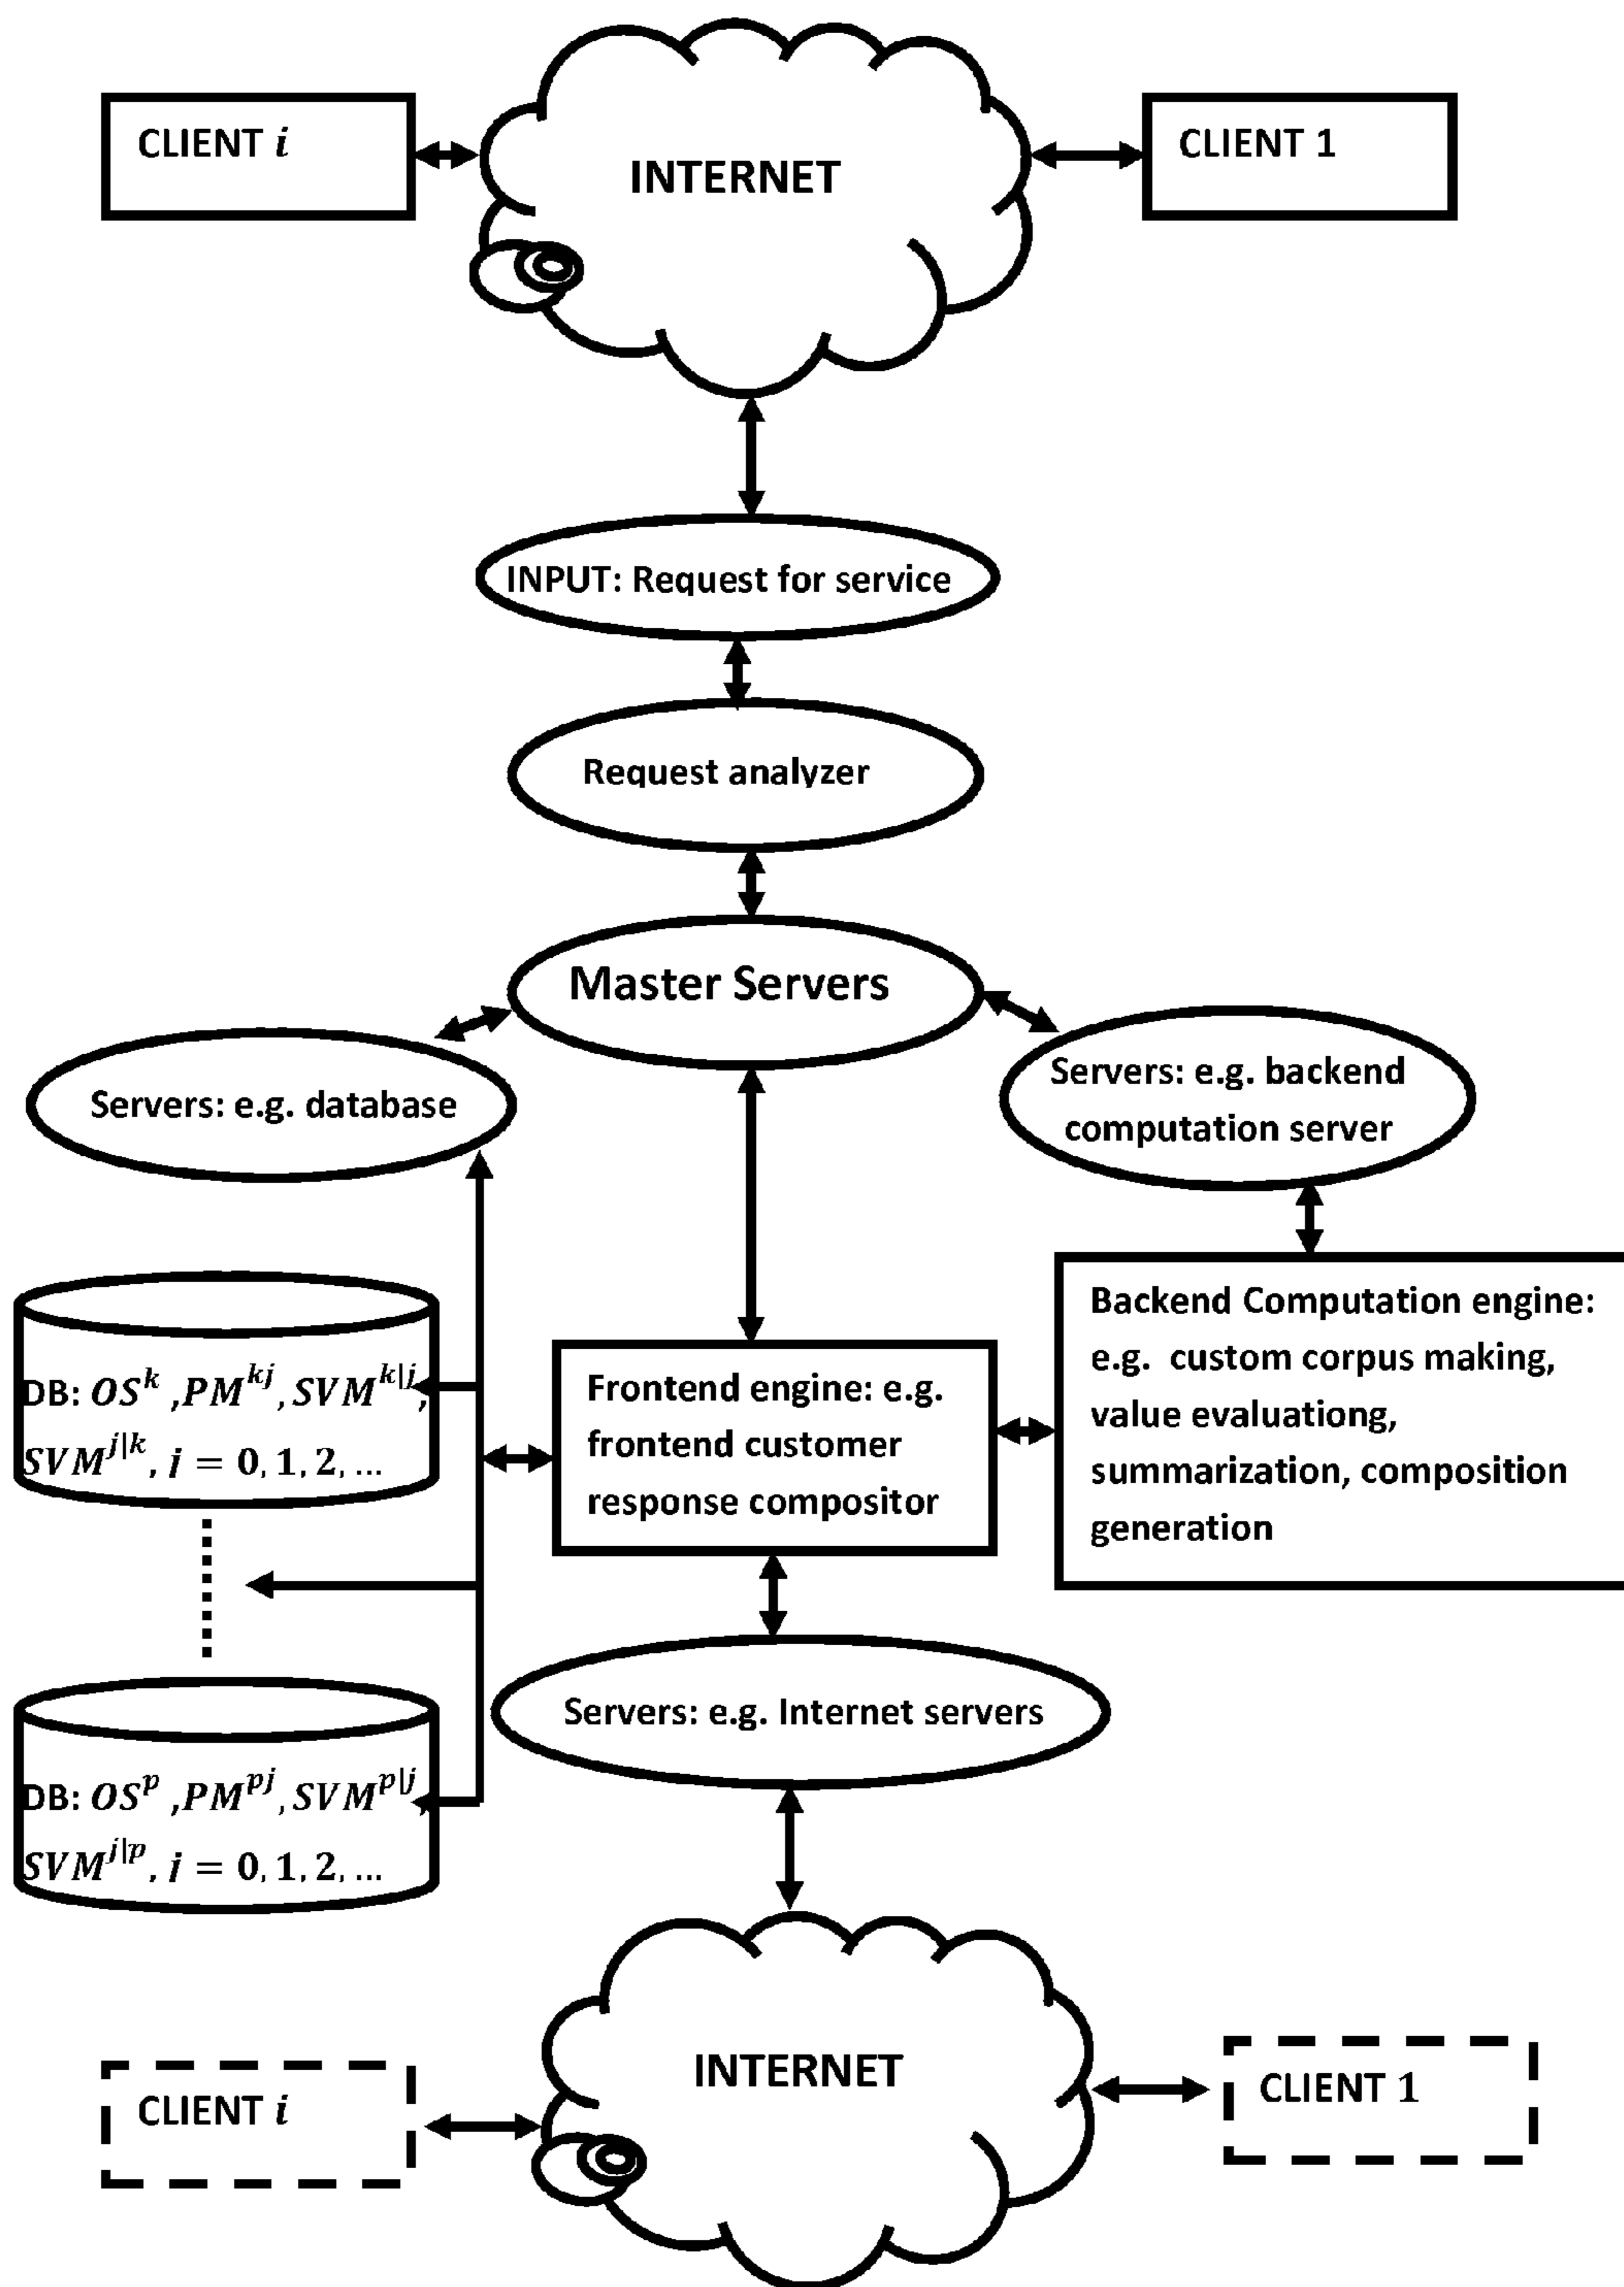 CLIENT i
INTERNET
CLIENT 1
INPUT: Request for service
Request analyzer
Master Servers
Servers: e.g. database
Servers: e.g. backend
computation server
DB: OS^k ,PM^{kj}, SVM^{k|j},
SVM^{j|k}, j = 0, 1, 2, ...
Frontend engine: e.g.
frontend customer
response compositor
Backend Computation engine:
e.g. custom corpus making,
value evaluationg,
summarization, composition
generation
Servers: e.g. Internet servers
DB: OS^p ,PM^{pj}, SVM^{p|j},
SVM^{j|p}, j = 0, 1, 2, ...
CLIENT i
INTERNET
CLIENT 1